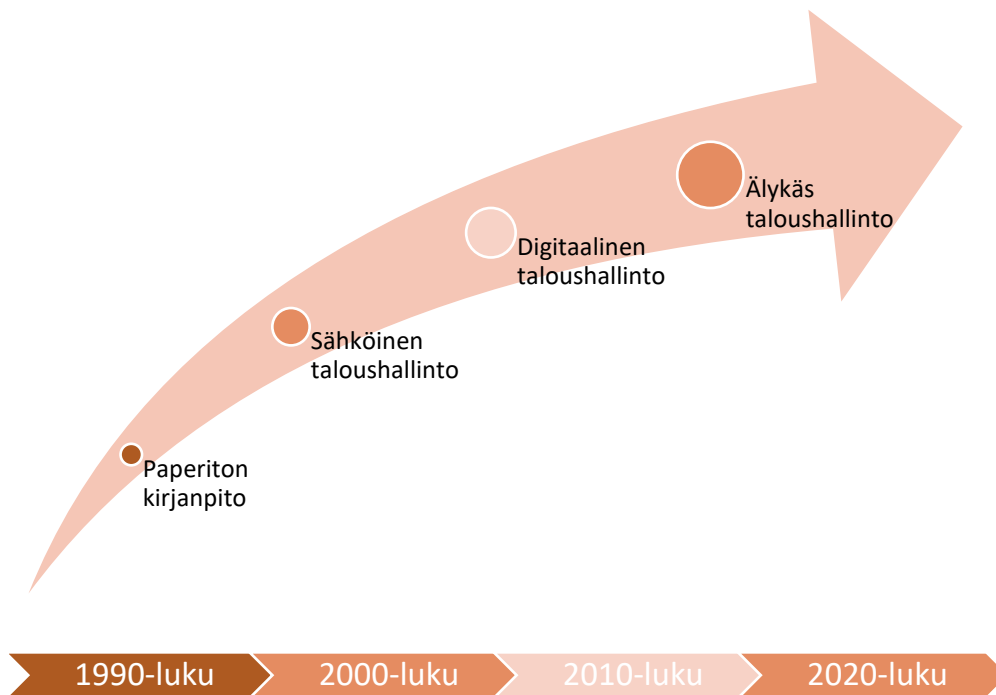 Älykäs
taloushallinto
Digitaalinen
taloushallinto
Sähköinen
taloushallinto
Paperiton
kirjanpito
1990-luku
2000-luku
2010-luku
2020-luku